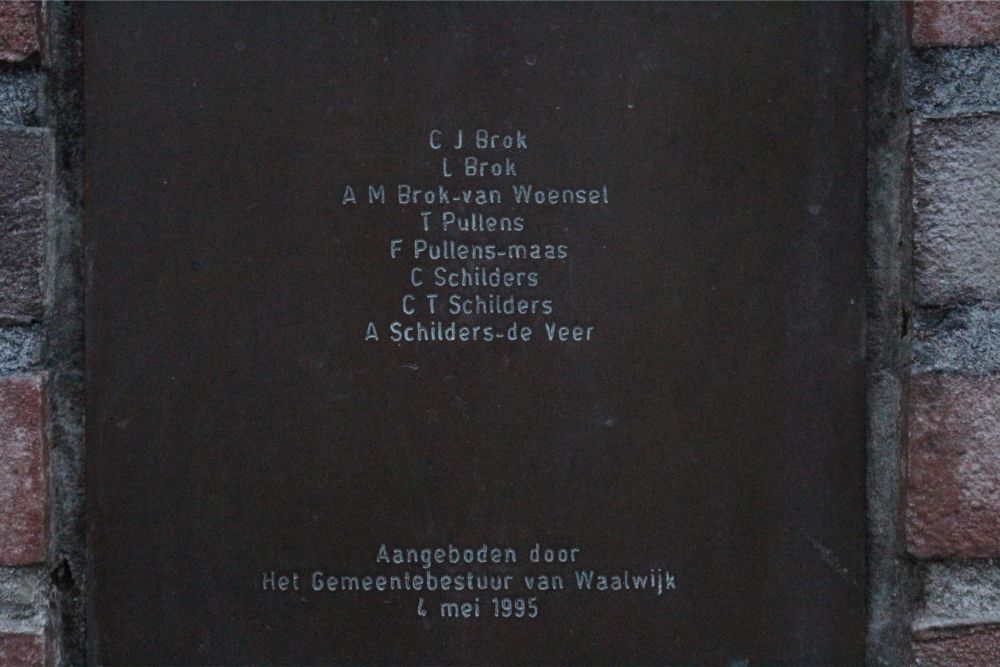 C J Brok
L Brok
A M Brok-van Woensel
T Pullens
F Pullens-maas
C Schilders
C T Schilders
A Schilders-de Veer
Aangeboden door
Het Gemeentebestuur van Waalwijk
4 mei 1995